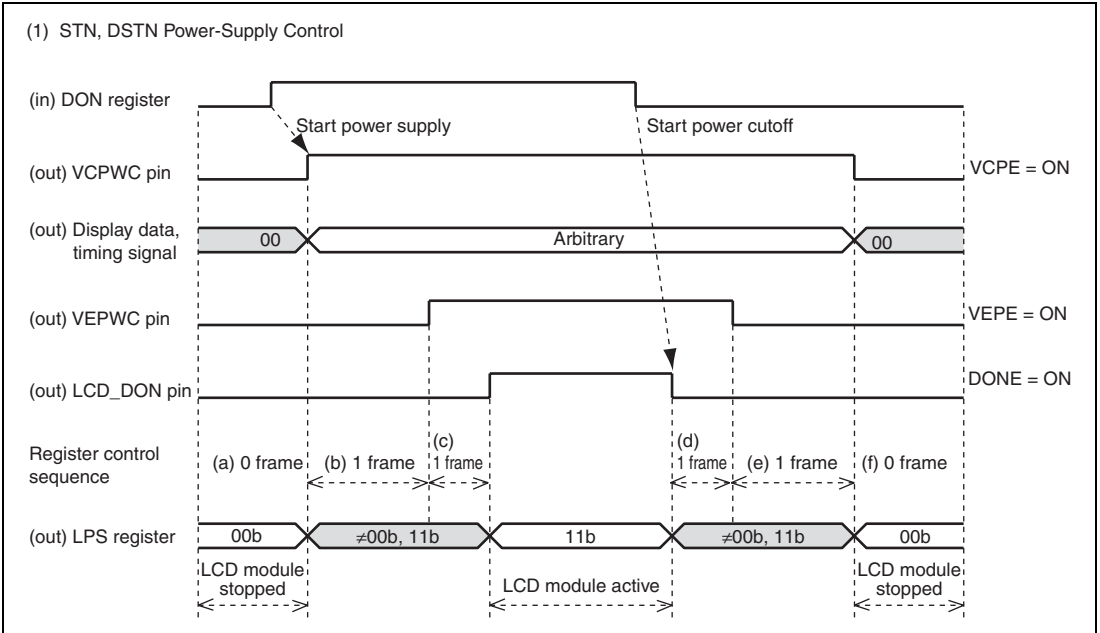 (1) STN, DSTN Power-Supply Control
(in) DON register
Start power supply
Start power cutoff
(out) VCPWC pin
VCPE = ON
(out) Display data,
timing signal
00
Arbitrary
00
(out) VEPWC pin
VEPE = ON
(out) LCD_DON pin
DONE = ON
Register control
sequence
(a) 0 frame
(b) 1 frame
(c)
1 frame
(d)
1 frame
(e) 1 frame
(f) 0 frame
(out) LPS register
00b
≠00b, 11b
11b
≠00b, 11b
00b
LCD module
stopped
LCD module active
LCD module
stopped